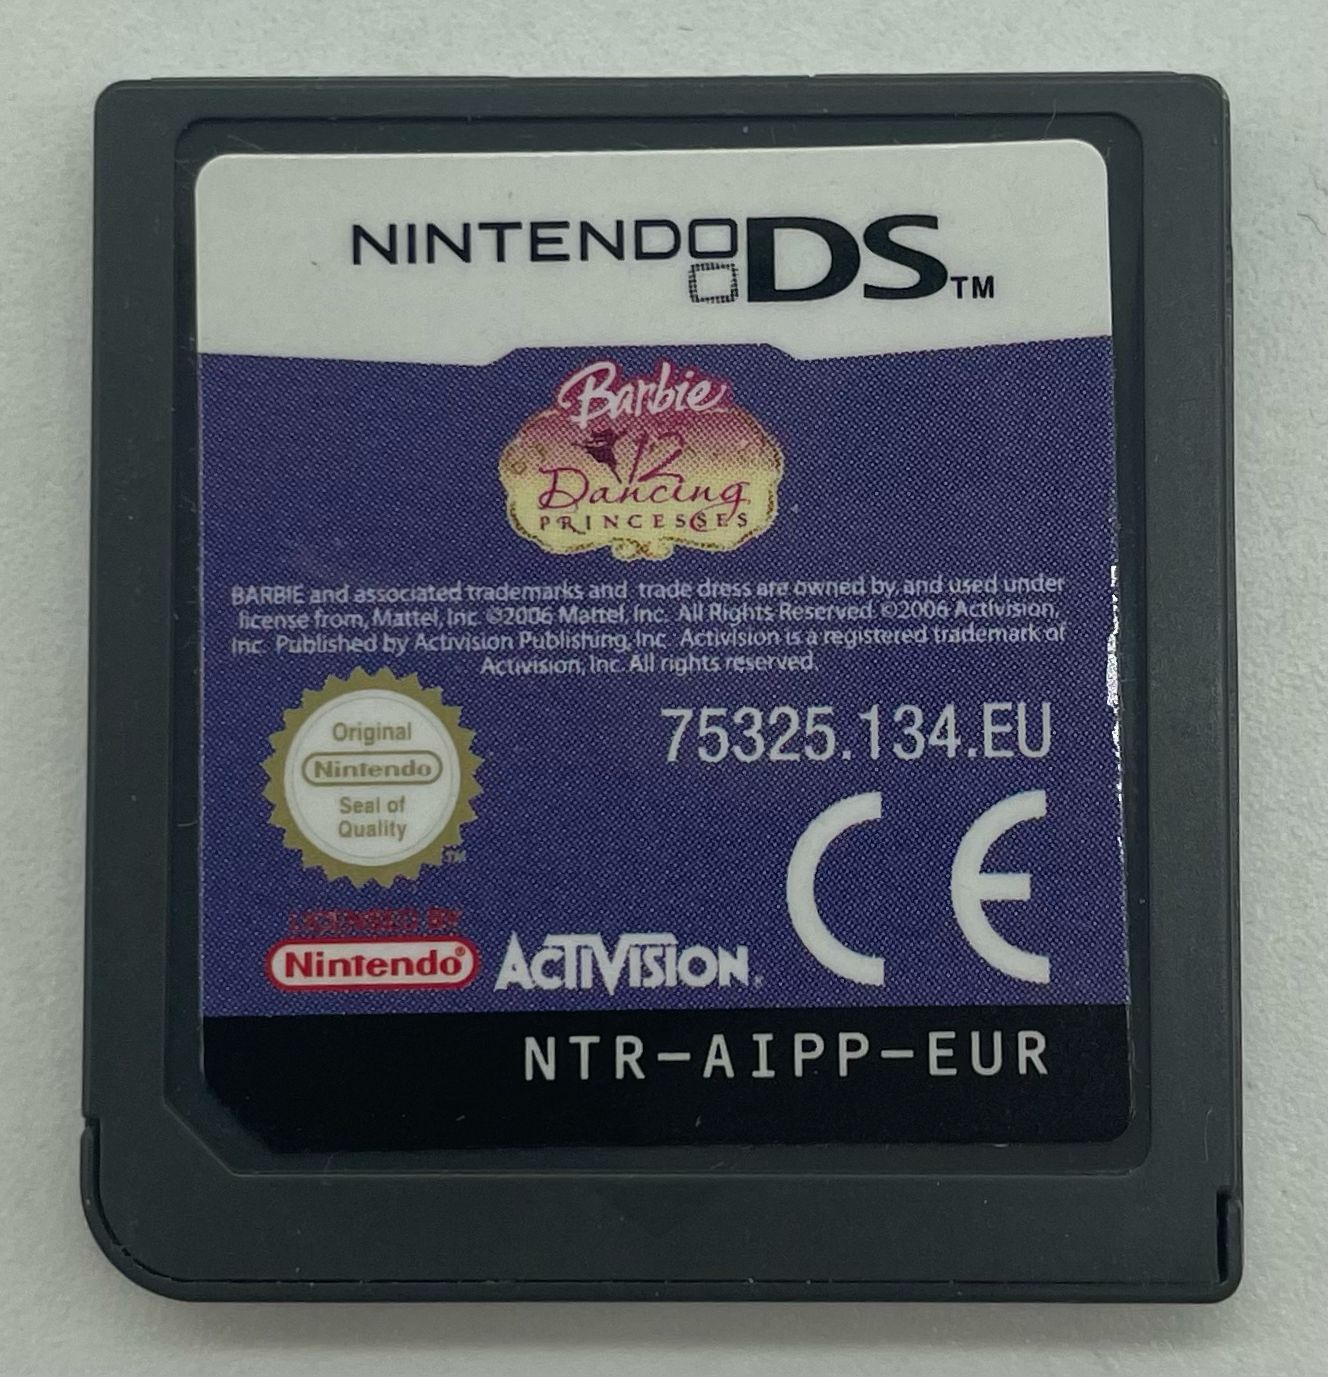 NINTENDO DS™
Barbie
12
Dancing
PRINCESSES
BARBIE and associated trademarks and trade dress are owned by, and used under
license from, Mattel, Inc. ©2006 Mattel, Inc. All Rights Reserved. ©2006 Activision,
Inc. Published by Activision Publishing, Inc. Activision is a registered trademark of
Activision, Inc. All rights reserved.
75325.134.EU
Original
Nintendo
Seal of
Quality
TM
CE
LICENSED BY
Nintendo®
ACTIVISION®
NTR-AIPP-EUR